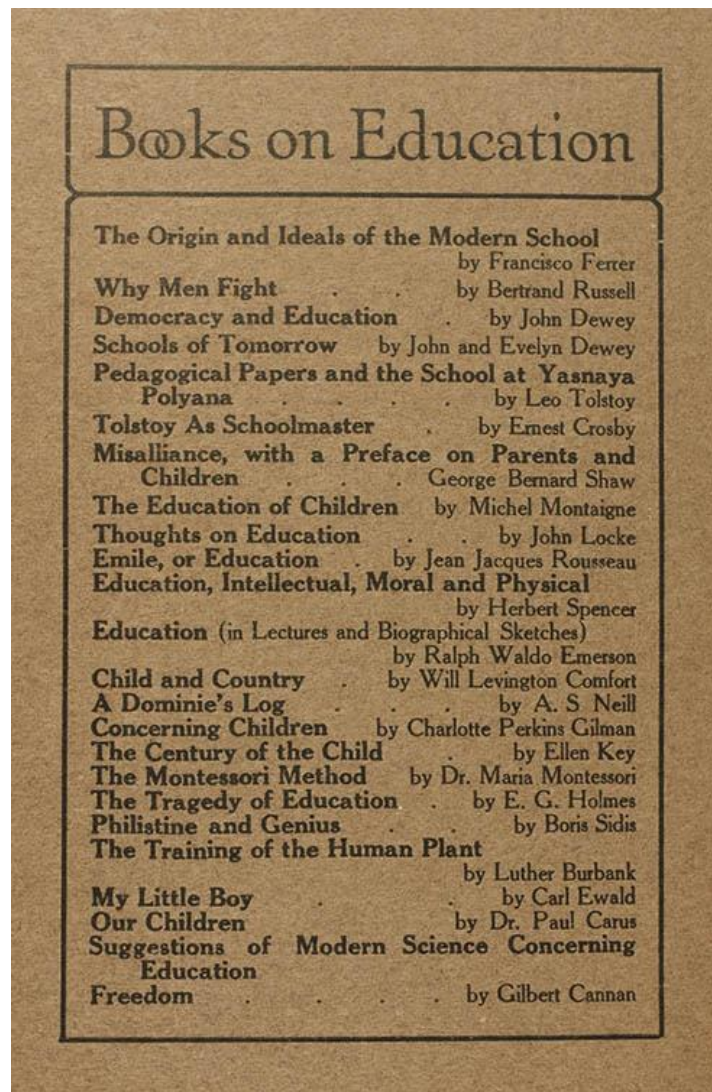 Books on Education
The Origin and Ideals of the Modern School
by Francisco Ferrer
Why Men Fight . . by Bertrand Russell
Democracy and Education . by John Dewey
Schools of Tomorrow by John and Evelyn Dewey
Pedagogical Papers and the School at Yasnaya
Polyana . . . . by Leo Tolstoy
Tolstoy As Schoolmaster . by Ernest Crosby
Misalliance, with a Preface on Parents and
Children . . . George Bernard Shaw
The Education of Children by Michel Montaigne
Thoughts on Education . . by John Locke
Emile, or Education . by Jean Jacques Rousseau
Education, Intellectual, Moral and Physical
by Herbert Spencer
Education (in Lectures and Biographical Sketches)
by Ralph Waldo Emerson
Child and Country . by Will Levington Comfort
A Dominie's Log . . . by A. S Neill
Concerning Children by Charlotte Perkins Gilman
The Century of the Child . by Ellen Key
The Montessori Method by Dr. Maria Montessori
The Tragedy of Education . by E. G. Holmes
Philistine and Genius . . by Boris Sidis
The Training of the Human Plant
by Luther Burbank
My Little Boy . . by Carl Ewald
Our Children by Dr. Paul Carus
Suggestions of Modern Science Concerning
Education
Freedom . . . . by Gilbert Cannan